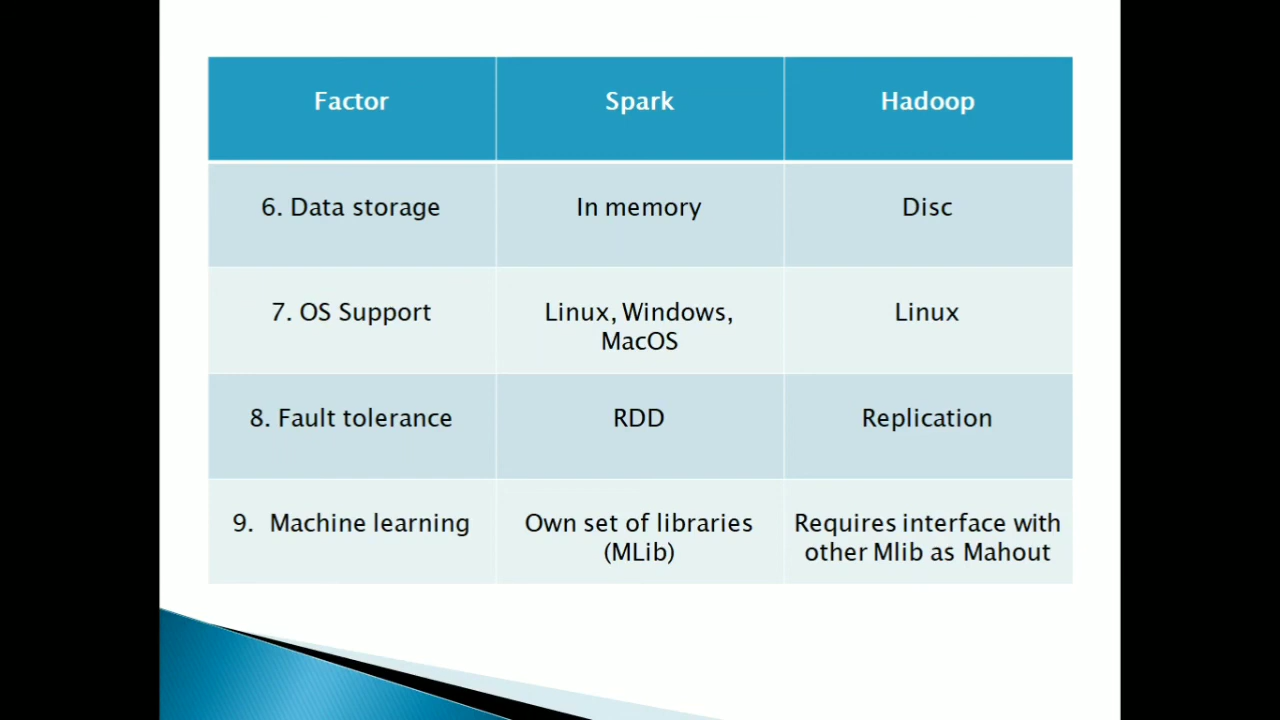 Factor Spark Hadoop
6. Data storage In memory Disc
7. OS Support Linux, Windows, MacOS Linux
8. Fault tolerance RDD Replication
9. Machine learning Own set of libraries (MLib) Requires interface with other Mlib as Mahout